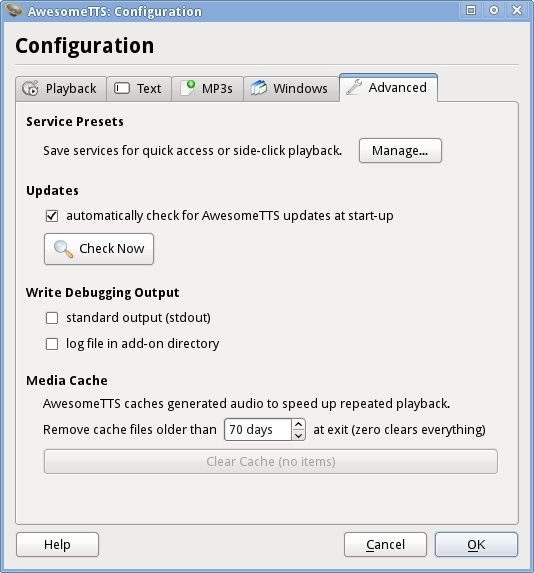 AwesomeTTS: Configuration
Configuration
Playback Text MP3s Windows Advanced
Service Presets
Save services for quick access or side-click playback. Manage...
Updates
automatically check for AwesomeTTS updates at start-up
Check Now
Write Debugging Output
standard output (stdout)
log file in add-on directory
Media Cache
AwesomeTTS caches generated audio to speed up repeated playback.
Remove cache files older than 70 days at exit (zero clears everything)
Clear Cache (no items)
Help Cancel OK